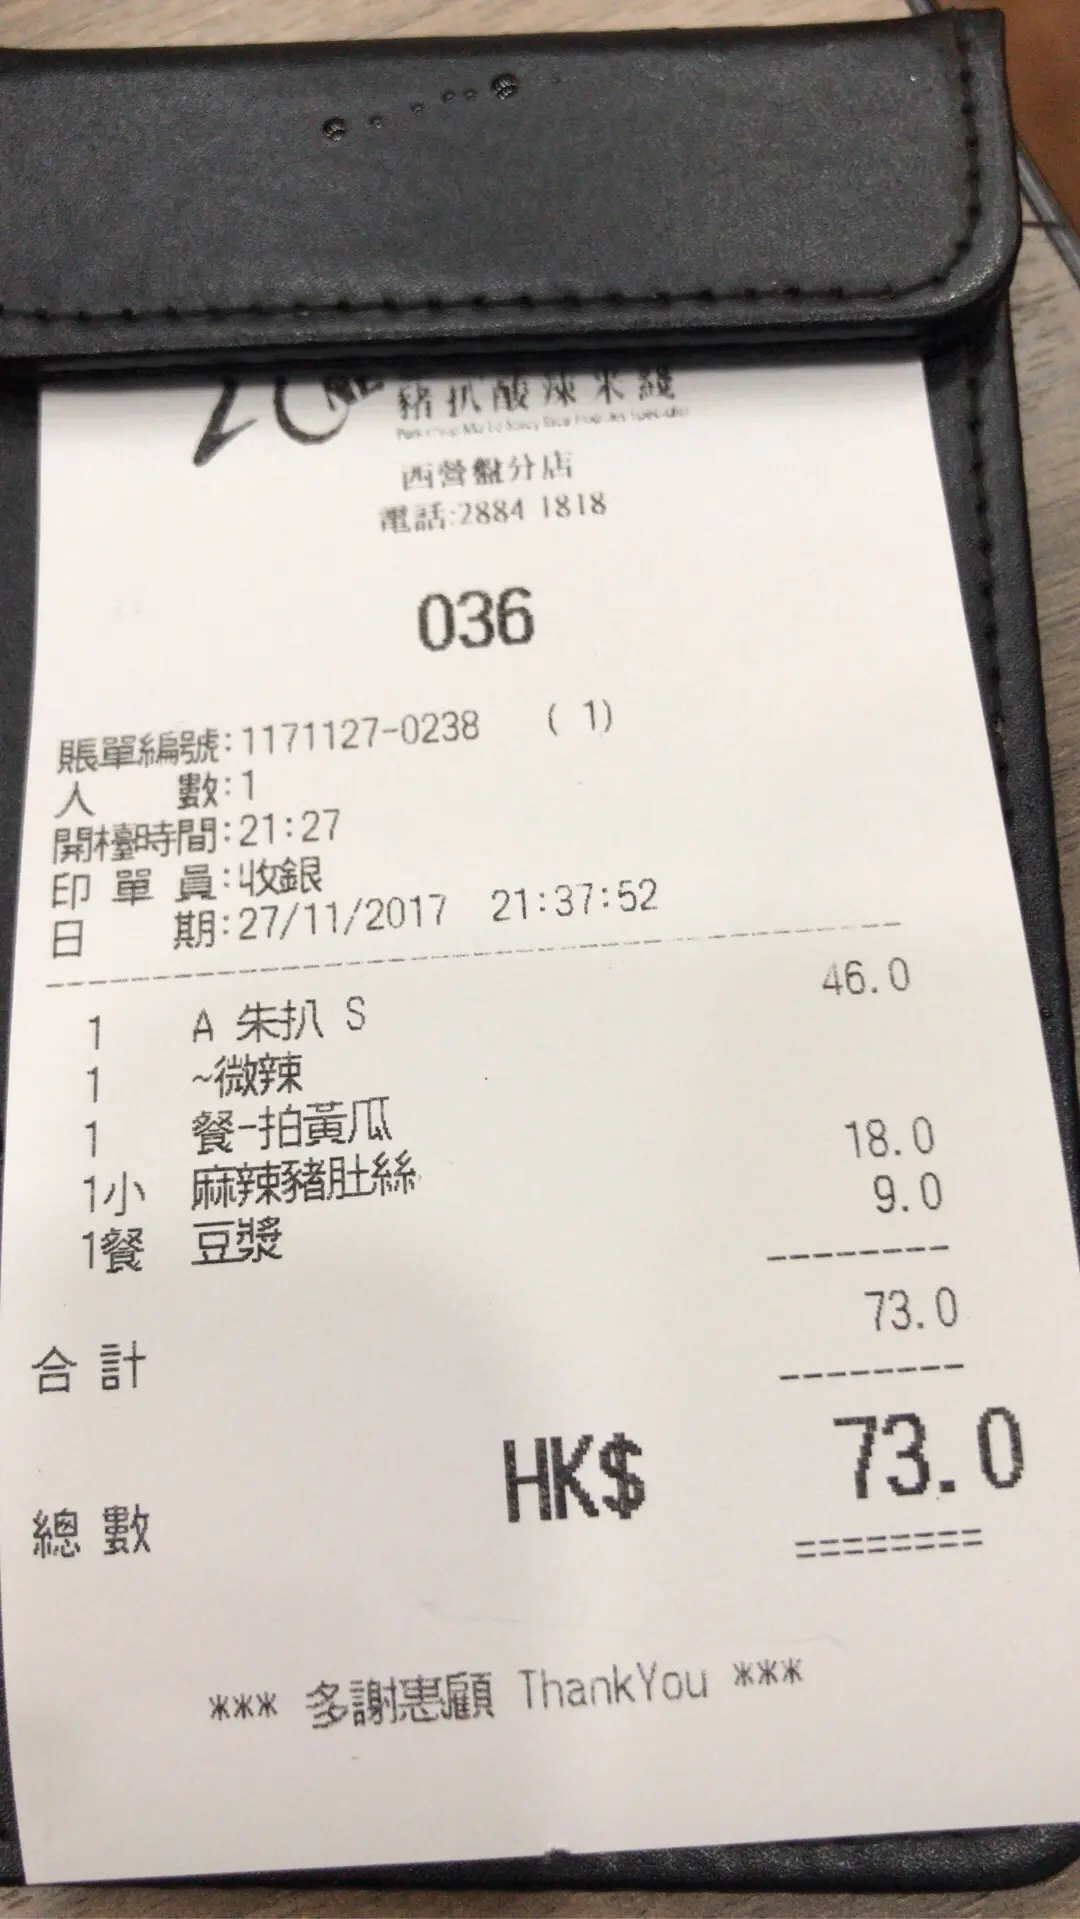 豬扒酸辣米綫
西營盤分店
電話:2884 1818
036
賬單編號:1171127-0238 ( 1)
人 數:1
開檯時間:21:27
印 單 員:收銀
日 期:27/11/2017 21:37:52
1 A 朱扒 S 46.0
1 ~微辣
1 餐-拍黃瓜
1小 麻辣豬肚絲 18.0
1餐 豆漿 9.0
73.0
合 計
HK$ 73.0
總 數
*** 多謝惠顧 ThankYou ***